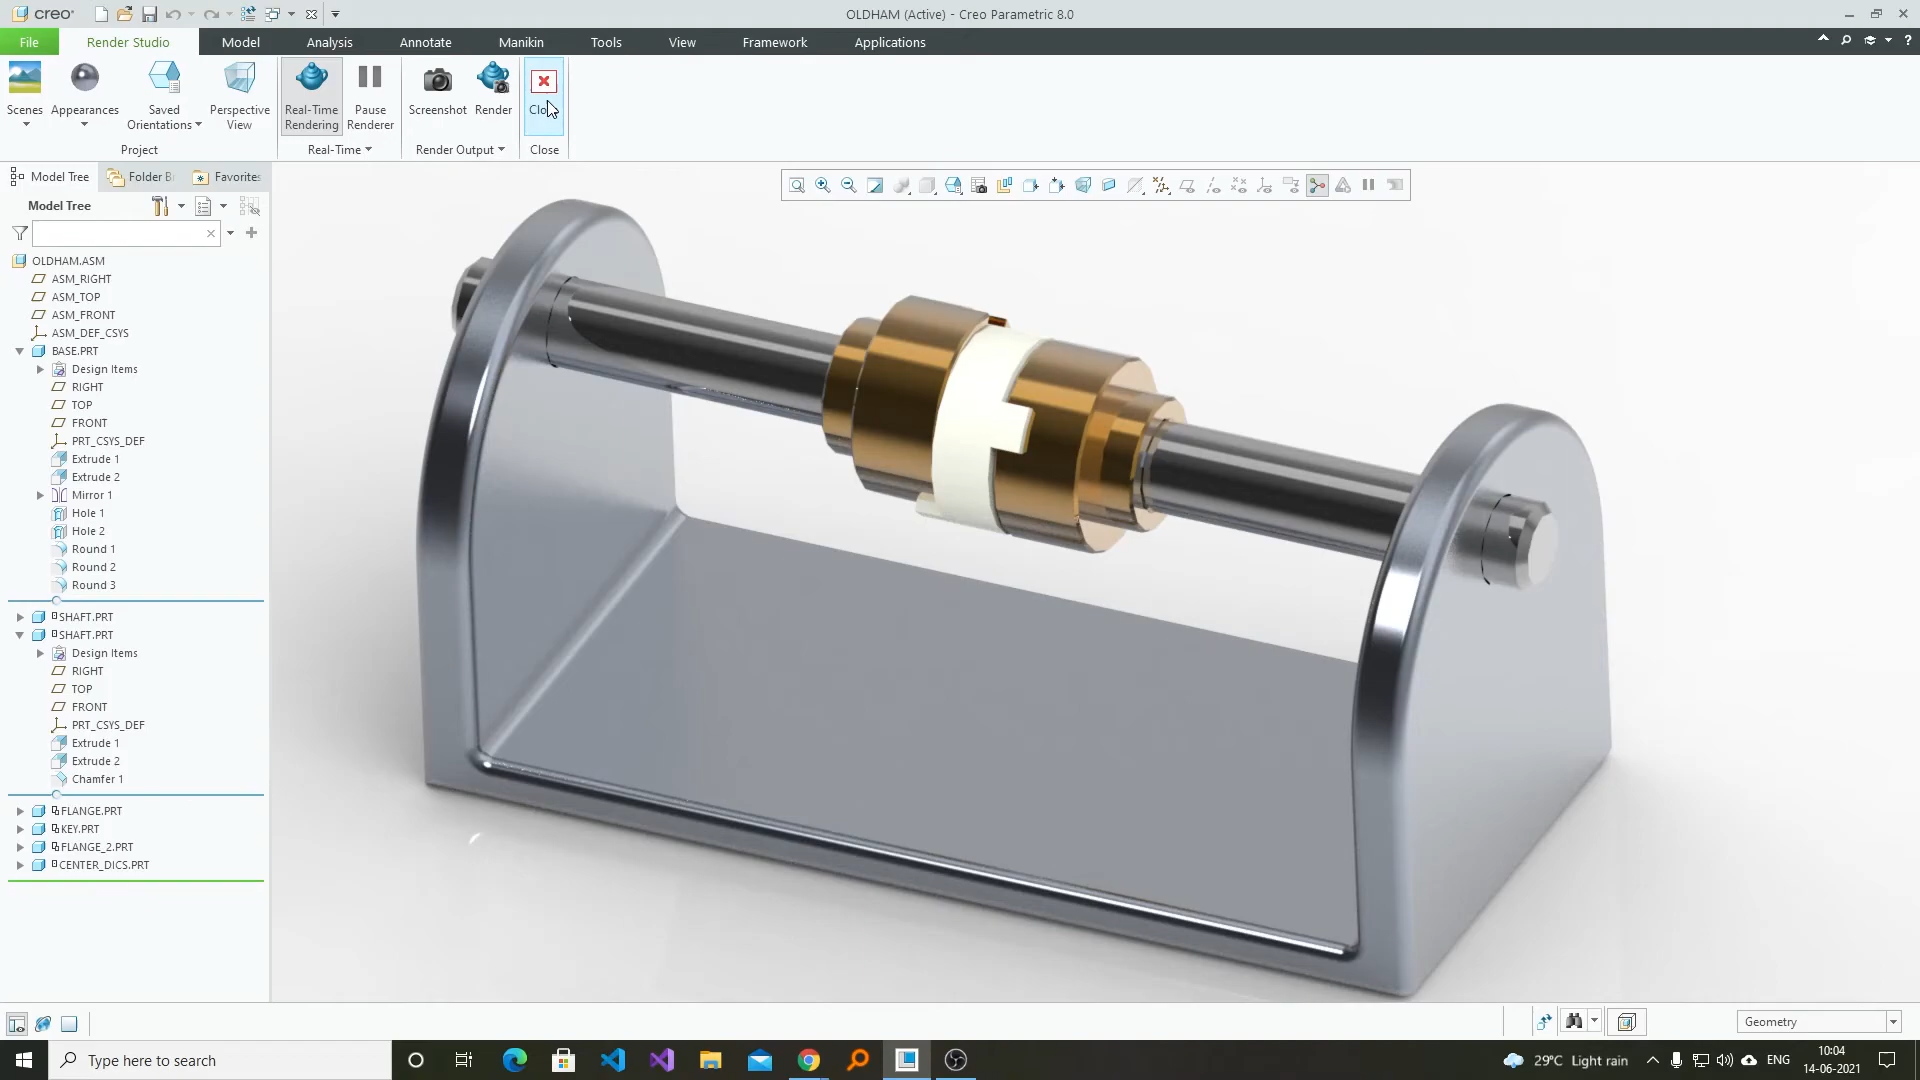 creo
OLDHAM (Active) - Creo Parametric 8.0
File
Render Studio
Model
Analysis
Annotate
Manikin
Tools
View
Framework
Applications
Scenes
Appearances
Saved
Orientations
Perspective
View
Real-Time
Rendering
Pause
Renderer
Screenshot
Render
Project
Real-Time
Render Output
Close
Model Tree
Folder
Favorites
Model Tree
OLDHAM.ASM
ASM_RIGHT
ASM_TOP
ASM_FRONT
ASM_DEF_CSYS
BASE.PRT
Design Items
RIGHT
TOP
FRONT
PRT_CSYS_DEF
Extrude 1
Extrude 2
Mirror 1
Hole 1
Hole 2
Round 1
Round 2
Round 3
SHAFT.PRT
SHAFT.PRT
Design Items
RIGHT
TOP
FRONT
PRT_CSYS_DEF
Extrude 1
Extrude 2
Chamfer 1
FLANGE.PRT
KEY.PRT
FLANGE_2.PRT
CENTER_DICS.PRT
Geometry
Type here to search
29°C Light rain
ENG
10:04
14-06-2021